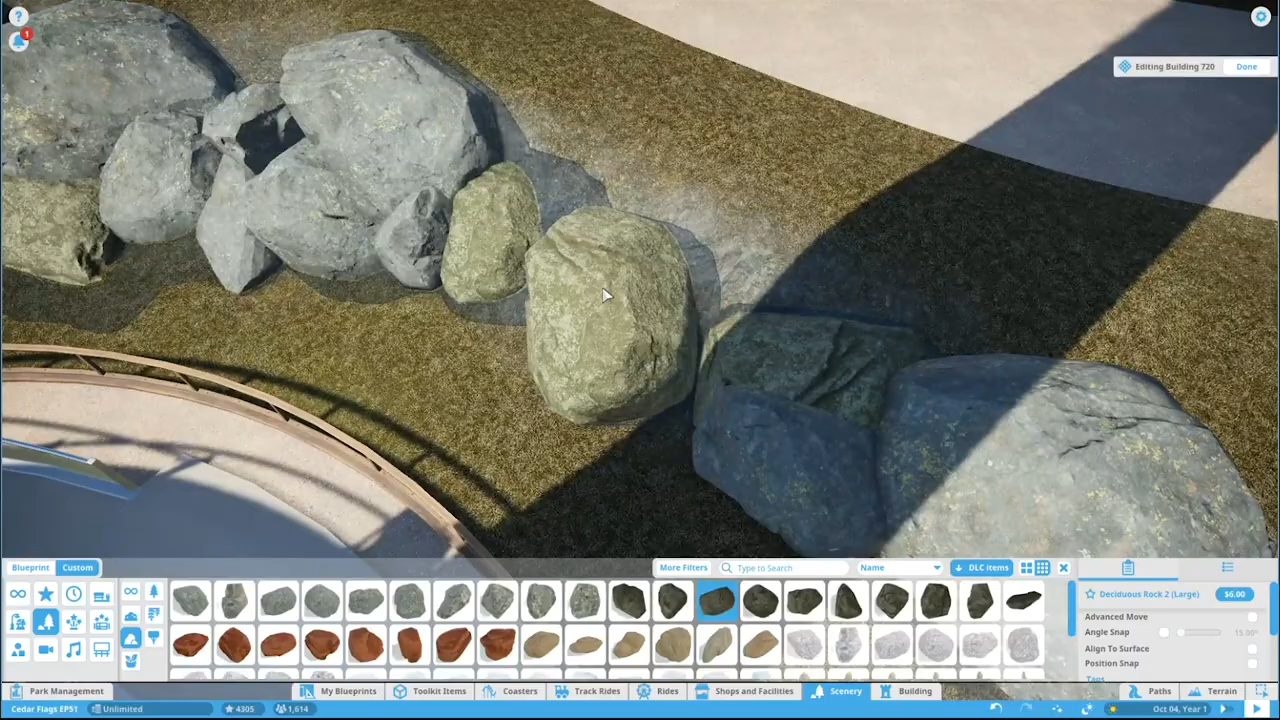 ?
1
Editing Building 720 Done
Blueprint Custom More Filters Type to Search Name DLC items
Deciduous Rock 2 (Large) $6.00
Advanced Move
Angle Snap 15.00°
Align To Surface
Position Snap
Tags
Park Management My Blueprints Toolkit Items Coasters Track Rides Rides Shops and Facilities Scenery Building Paths Terrain
Cedar Flags EP51 Unlimited 4305 1,614 Oct 04, Year 1